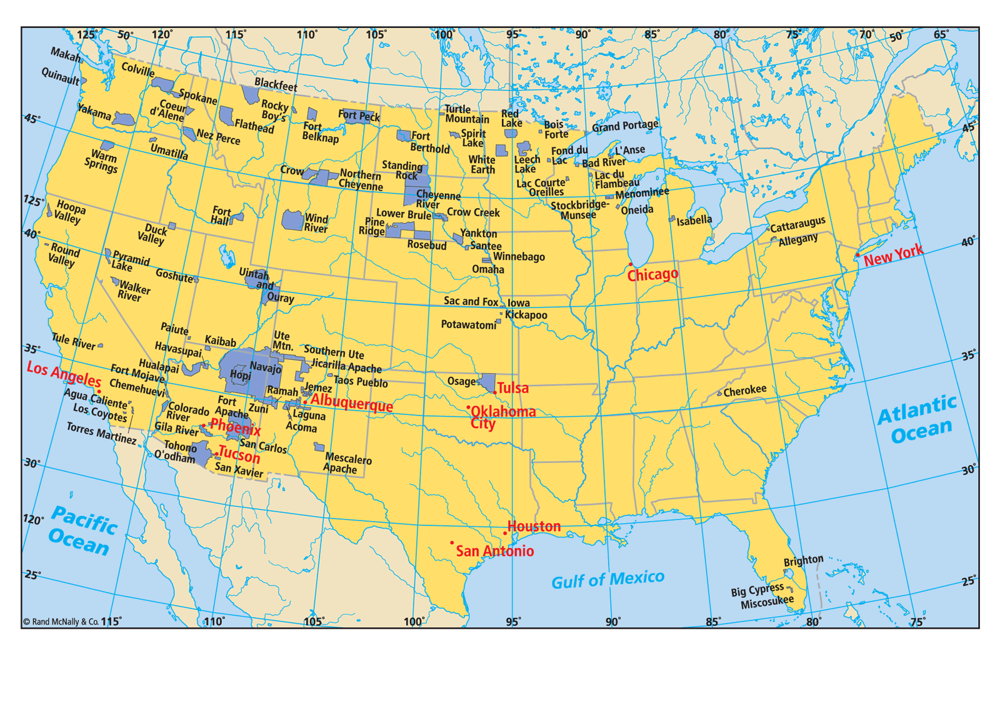 125°
50°
120°
115°
110°
105°
100°
95°
90°
85°
80°
75°
70°
50°
65°
Makah
Quinault
Colville
Blackfeet
Spokane
Coeur
d'Alene
Rocky
Boy's
Yakama
Flathead
Fort
Belknap
Fort Peck
Turtle
Mountain
Red
Lake
Bois
Forte
Grand Portage
45°
45°
Nez Perce
Umatilla
Warm
Springs
Fort
Berthold
Spirit
Lake
White
Earth
Leech
Lake
Fond du
Lac
L'Anse
Bad River
Crow
Northern
Cheyenne
Standing
Rock
Lac du
Flambeau
Lac Courte
Oreilles
Menominee
Stockbridge-
Munsee
Oneida
Isabella
125°
Hoopa
Valley
Fort
Hall
Wind
River
Cheyenne
River
Lower Brule
Crow Creek
Pine
Ridge
Rosebud
Yankton
Santee
Winnebago
Omaha
Cattaraugus
Allegany
40°
40°
Duck
Valley
Round
Valley
Pyramid
Lake
Goshute
Walker
River
Uintah
and
Ouray
Chicago
New York
Sac and Fox
Iowa
Kickapoo
Potawatomi
35°
35°
Tule River
Paiute
Kaibab
Havasupai
Hualapai
Ute
Mtn.
Southern Ute
Jicarilla Apache
Taos Pueblo
Navajo
Hopi
Jemez
Ramah
Albuquerque
Los Angeles
Fort Mojave
Chemehuevi
Agua Caliente
Los Coyotes
Torres Martinez
Colorado
River
Gila River
Fort
Apache
Zuni
Laguna
Acoma
Phoenix
San Carlos
Tohono
O'odham
Tucson
San Xavier
Mescalero
Apache
Osage
Tulsa
Oklahoma
City
Cherokee
Atlantic
Ocean
30°
30°
Pacific
Ocean
120°
Houston
San Antonio
Gulf of Mexico
Brighton
Big Cypress
Miscosukee
25°
25°
© Rand McNally & Co.
115°
110°
105°
100°
95°
90°
85°
80°
75°